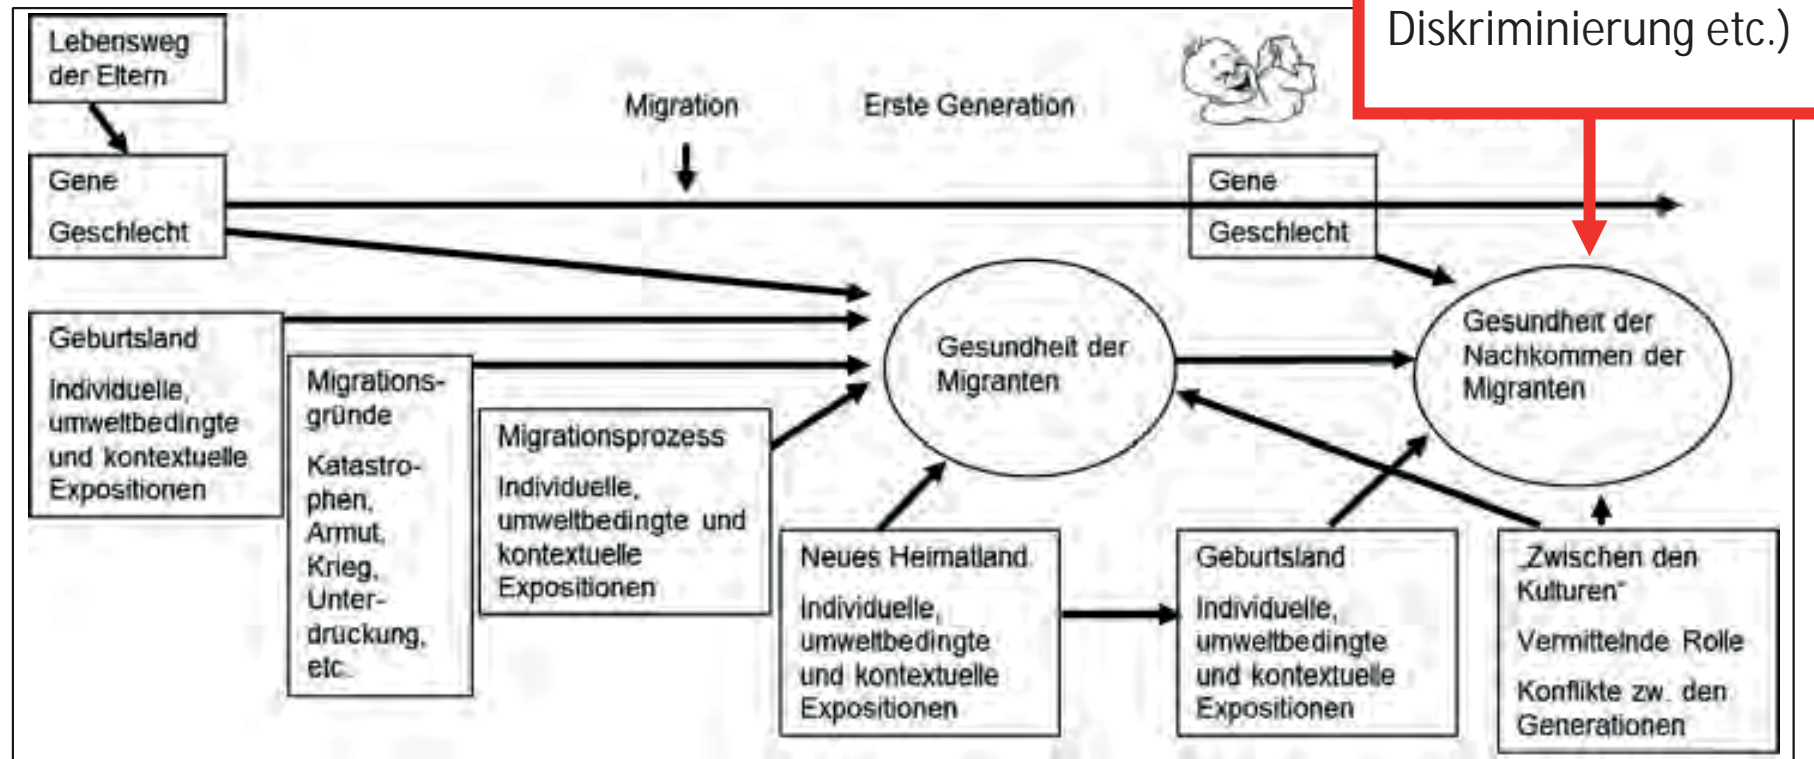 Diskriminierung etc.)
Lebensweg
der Eltern
Migration
Erste Generation
Gene
Geschlecht
Gene
Geschlecht
Geburtsland
Individuelle,
umweltbedingte
und kontextuelle
Expositionen
Migrations-
gründe
Katastro-
phen,
Armut,
Krieg,
Unter-
drückung,
etc.
Migrationsprozess
Individuelle,
umweltbedingte und
kontextuelle
Expositionen
Gesundheit der
Migranten
Gesundheit der
Nachkommen der
Migranten
Neues Heimatland
Individuelle,
umweltbedingte
und kontextuelle
Expositionen
Geburtsland
Individuelle,
umweltbedingte
und kontextuelle
Expositionen
„Zwischen den
Kulturen“
Vermittelnde Rolle
Konflikte zw. den
Generationen